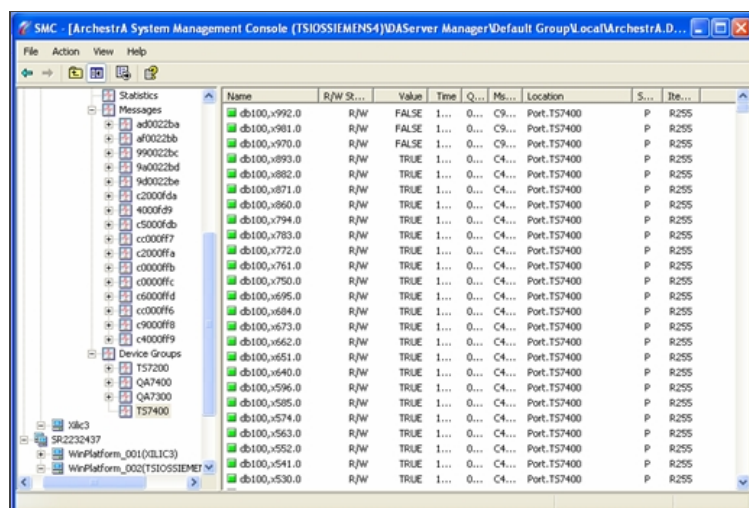 SMC - [ArchestrA System Management Console (TSIOSSIEMENS4)\DAServer Manager\Default Group\Local\ArchestrA.D...
File Action View Help
Statistics
Messages
ad0022ba
af0022bb
990022bc
9a0022bd
9d0022be
c2000fda
4000fd9
c5000fdb
cc000ff7
c2000ffa
c0000ffb
c0000ffc
c6000ffd
cc000ff6
c9000ff8
c4000ff9
Device Groups
TS7200
QA7400
QA7300
TS7400
Xilic3
SR2232437
WinPlatform_001(XILIC3)
WinPlatform_002(TSIOSSIEMEN
Name R/W St... Value Time Q... Ms... Location S... Ite...
db100,x992.0 R/W FALSE 1... 0... C9... Port.TS7400 P R255
db100,x981.0 R/W FALSE 1... 0... C9... Port.TS7400 P R255
db100,x970.0 R/W FALSE 1... 0... C9... Port.TS7400 P R255
db100,x893.0 R/W TRUE 1... 0... C4... Port.TS7400 P R255
db100,x882.0 R/W TRUE 1... 0... C4... Port.TS7400 P R255
db100,x871.0 R/W TRUE 1... 0... C4... Port.TS7400 P R255
db100,x860.0 R/W TRUE 1... 0... C4... Port.TS7400 P R255
db100,x794.0 R/W TRUE 1... 0... C4... Port.TS7400 P R255
db100,x783.0 R/W TRUE 1... 0... C4... Port.TS7400 P R255
db100,x772.0 R/W TRUE 1... 0... C4... Port.TS7400 P R255
db100,x761.0 R/W TRUE 1... 0... C4... Port.TS7400 P R255
db100,x750.0 R/W TRUE 1... 0... C4... Port.TS7400 P R255
db100,x695.0 R/W TRUE 1... 0... C4... Port.TS7400 P R255
db100,x684.0 R/W TRUE 1... 0... C4... Port.TS7400 P R255
db100,x673.0 R/W TRUE 1... 0... C4... Port.TS7400 P R255
db100,x662.0 R/W TRUE 1... 0... C4... Port.TS7400 P R255
db100,x651.0 R/W TRUE 1... 0... C4... Port.TS7400 P R255
db100,x640.0 R/W TRUE 1... 0... C4... Port.TS7400 P R255
db100,x596.0 R/W TRUE 1... 0... C4... Port.TS7400 P R255
db100,x585.0 R/W TRUE 1... 0... C4... Port.TS7400 P R255
db100,x574.0 R/W TRUE 1... 0... C4... Port.TS7400 P R255
db100,x563.0 R/W TRUE 1... 0... C4... Port.TS7400 P R255
db100,x552.0 R/W TRUE 1... 0... C4... Port.TS7400 P R255
db100,x541.0 R/W TRUE 1... 0... C4... Port.TS7400 P R255
db100,x530.0 R/W TRUE 1... 0... C4... Port.TS7400 P R255